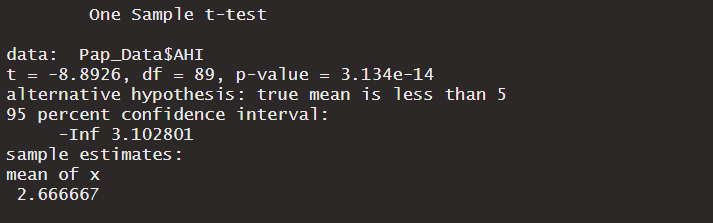 One Sample t-test
data: Pap_Data$AHI
t = -8.8926, df = 89, p-value = 3.134e-14
alternative hypothesis: true mean is less than 5
95 percent confidence interval:
-Inf 3.102801
sample estimates:
mean of x
2.666667